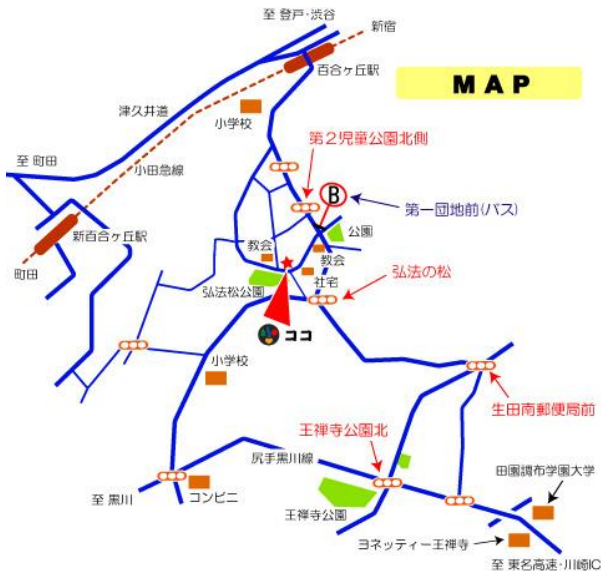 至 登戸・渋谷
新宿
百合ヶ丘駅
MAP
津久井道
小学校
第2児童公園北側
至 町田
小田急線
B
第一団地前(バス)
公園
新百合ヶ丘駅
教会
教会
町田
社宅
弘法松公園
弘法の松
ココ
小学校
生田南郵便局前
王禅寺公園北
尻手黒川線
田園調布学園大学
至 黒川
コンビニ
王禅寺公園
ヨネッティー王禅寺
至 東名高速・川崎IC